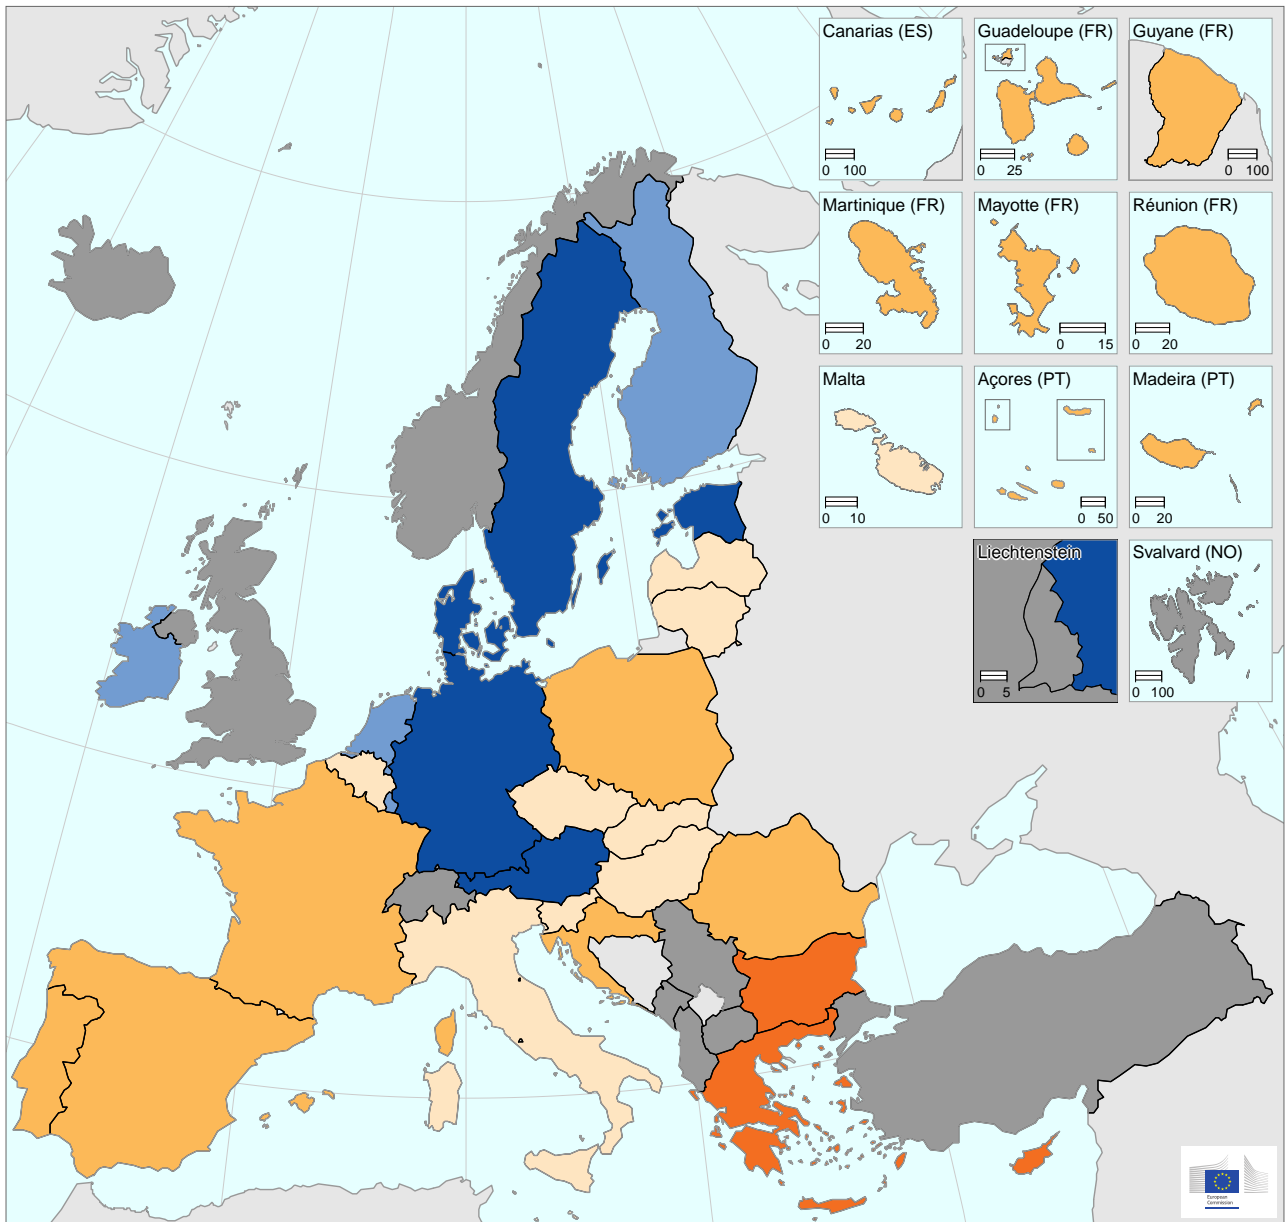 Canarias (ES)
0 100
Guadeloupe (FR)
0 25
Guyane (FR)
0 100
Martinique (FR)
0 20
Mayotte (FR)
0 15
Réunion (FR)
0 20
Malta
0 10
Açores (PT)
0 50
Madeira (PT)
0 20
Liechtenstein
0 5
Svalvard (NO)
0 100
European
Commission